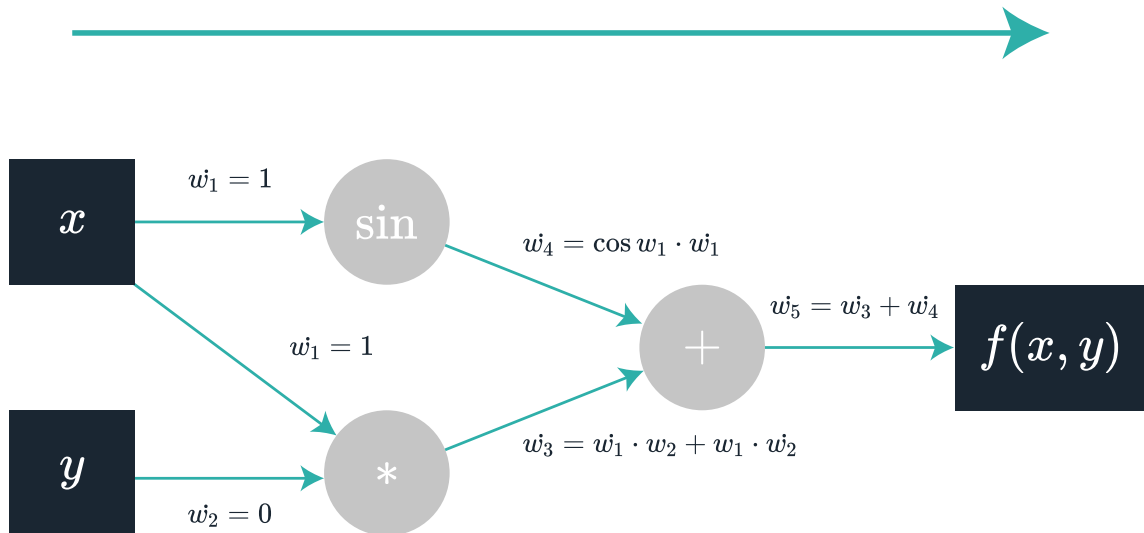 ẇ₁ = 1
x
sin
ẇ₄ = cos w₁ · ẇ₁
ẇ₅ = ẇ₃ + ẇ₄
ẇ₁ = 1
+
f(x, y)
ẇ₃ = ẇ₁ · w₂ + w₁ · ẇ₂
y
*
ẇ₂ = 0